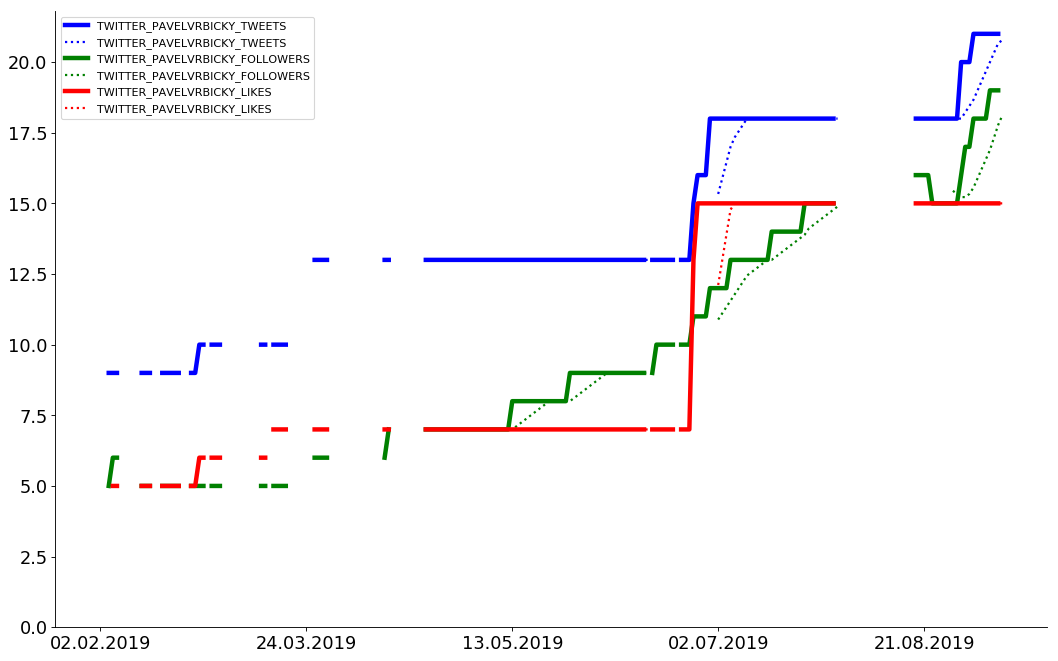 TWITTER_PAVELVRBICKY_TWEETS
TWITTER_PAVELVRBICKY_TWEETS
TWITTER_PAVELVRBICKY_FOLLOWERS
TWITTER_PAVELVRBICKY_FOLLOWERS
TWITTER_PAVELVRBICKY_LIKES
TWITTER_PAVELVRBICKY_LIKES
20.0
17.5
15.0
12.5
10.0
7.5
5.0
2.5
0.0
02.02.2019 24.03.2019 13.05.2019 02.07.2019 21.08.2019